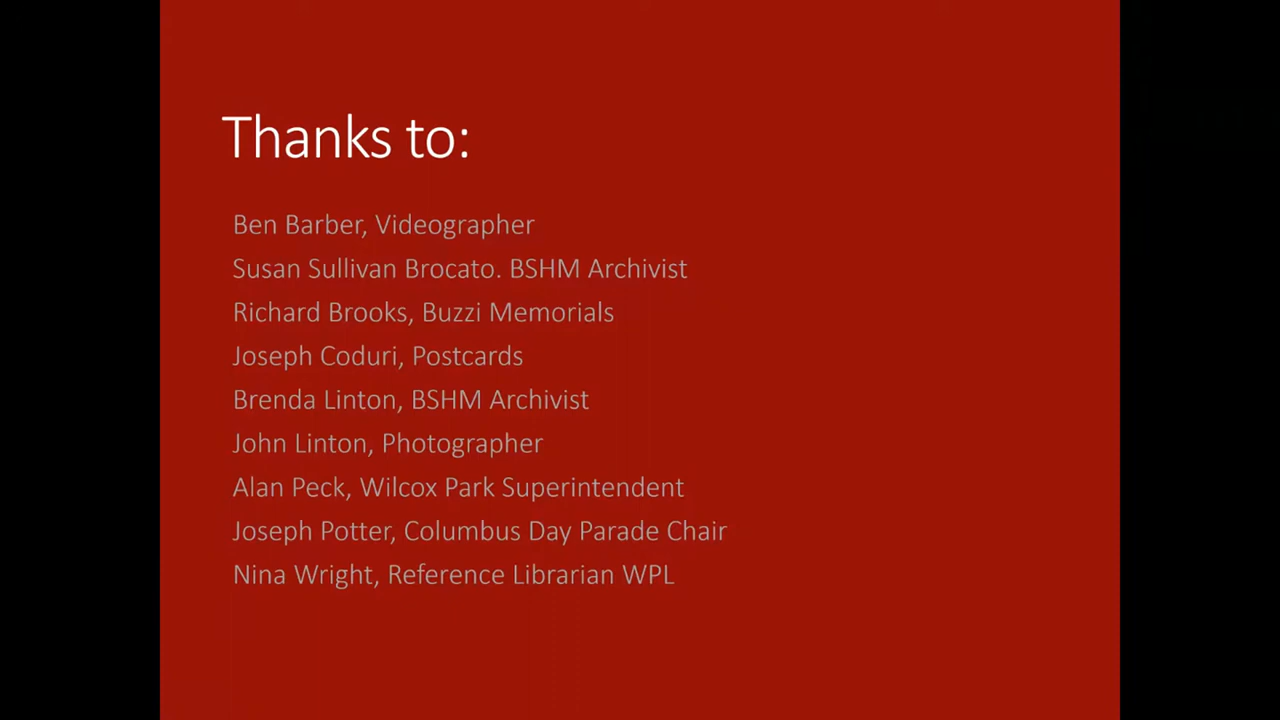 Thanks to:
Ben Barber, Videographer
Susan Sullivan Brocato. BSHM Archivist
Richard Brooks, Buzzi Memorials
Joseph Coduri, Postcards
Brenda Linton, BSHM Archivist
John Linton, Photographer
Alan Peck, Wilcox Park Superintendent
Joseph Potter, Columbus Day Parade Chair
Nina Wright, Reference Librarian WPL